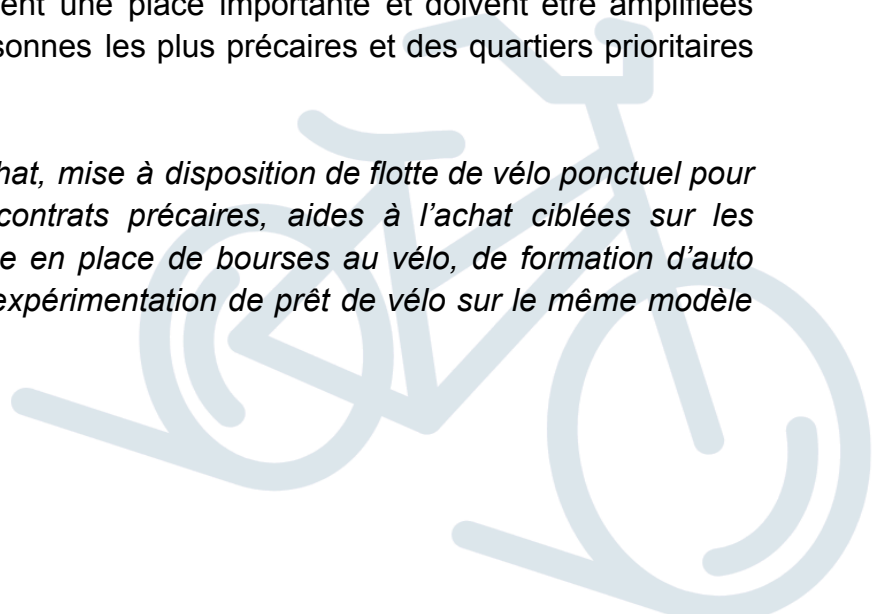 ent une place importante et doivent être amplifiées
sonnes les plus précaires et des quartiers prioritaires
hat, mise à disposition de flotte de vélo ponctuel pour
contrats précaires, aides à l’achat ciblées sur les
e en place de bourses au vélo, de formation d’auto
expérimentation de prêt de vélo sur le même modèle